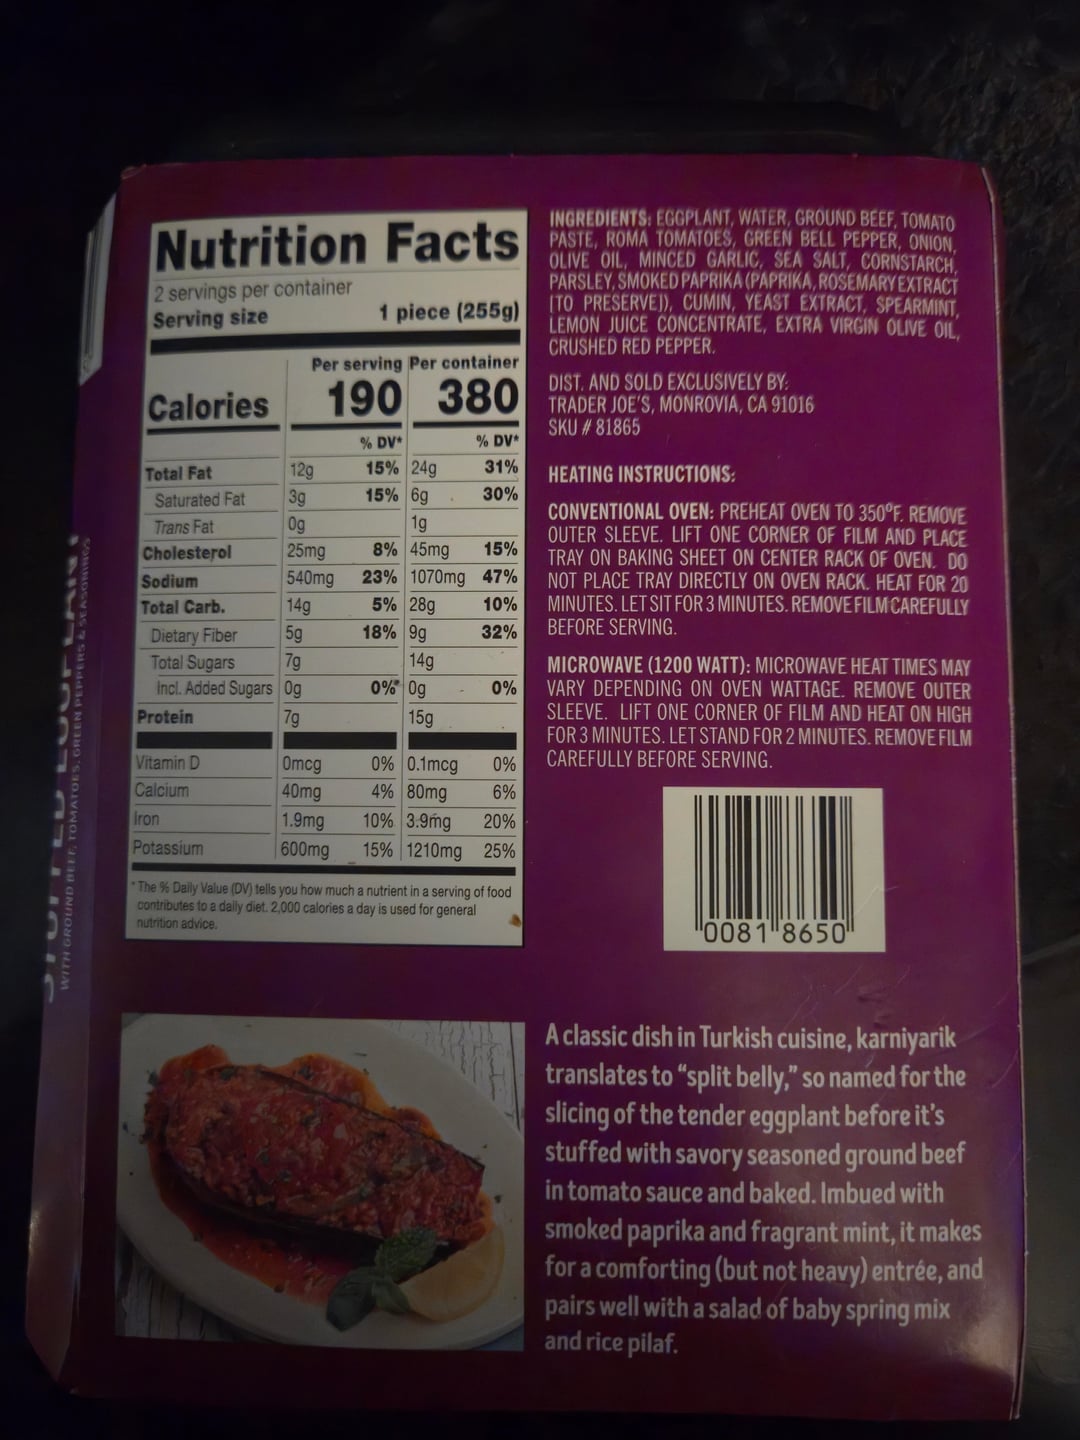 Nutrition Facts
2 servings per container
Serving size 1 piece (255g)
Per serving Per container
Calories 190 380
% DV* % DV*
Total Fat 12g 15% 24g 31%
Saturated Fat 3g 15% 6g 30%
Trans Fat 0g 1g
Cholesterol 25mg 8% 45mg 15%
Sodium 540mg 23% 1070mg 47%
Total Carb. 14g 5% 28g 10%
Dietary Fiber 5g 18% 9g 32%
Total Sugars 7g 14g
Incl. Added Sugars 0g 0% 0g 0%
Protein 7g 15g
Vitamin D 0mcg 0% 0.1mcg 0%
Calcium 40mg 4% 80mg 6%
Iron 1.9mg 10% 3.9mg 20%
Potassium 600mg 15% 1210mg 25%
* The % Daily Value (DV) tells you how much a nutrient in a serving of food
contributes to a daily diet. 2,000 calories a day is used for general
nutrition advice.
INGREDIENTS: EGGPLANT, WATER, GROUND BEEF, TOMATO
PASTE, ROMA TOMATOES, GREEN BELL PEPPER, ONION,
OLIVE OIL, MINCED GARLIC, SEA SALT, CORNSTARCH,
PARSLEY, SMOKED PAPRIKA (PAPRIKA, ROSEMARY EXTRACT
[TO PRESERVE]), CUMIN, YEAST EXTRACT, SPEARMINT,
LEMON JUICE CONCENTRATE, EXTRA VIRGIN OLIVE OIL,
CRUSHED RED PEPPER.
DIST. AND SOLD EXCLUSIVELY BY:
TRADER JOE'S, MONROVIA, CA 91016
SKU # 81865
HEATING INSTRUCTIONS:
CONVENTIONAL OVEN: PREHEAT OVEN TO 350°F. REMOVE
OUTER SLEEVE. LIFT ONE CORNER OF FILM AND PLACE
TRAY ON BAKING SHEET ON CENTER RACK OF OVEN. DO
NOT PLACE TRAY DIRECTLY ON OVEN RACK. HEAT FOR 20
MINUTES. LET SIT FOR 3 MINUTES. REMOVE FILM CAREFULLY
BEFORE SERVING.
MICROWAVE (1200 WATT): MICROWAVE HEAT TIMES MAY
VARY DEPENDING ON OVEN WATTAGE. REMOVE OUTER
SLEEVE. LIFT ONE CORNER OF FILM AND HEAT ON HIGH
FOR 3 MINUTES. LET STAND FOR 2 MINUTES. REMOVE FILM
CAREFULLY BEFORE SERVING.
0081 8650
A classic dish in Turkish cuisine, karniyarik
translates to “split belly,” so named for the
slicing of the tender eggplant before it’s
stuffed with savory seasoned ground beef
in tomato sauce and baked. Imbued with
smoked paprika and fragrant mint, it makes
for a comforting (but not heavy) entrée, and
pairs well with a salad of baby spring mix
and rice pilaf.
STUFFED EGGPLANT
WITH GROUND BEEF, TOMATOES, GREEN PEPPERS & SEASONINGS